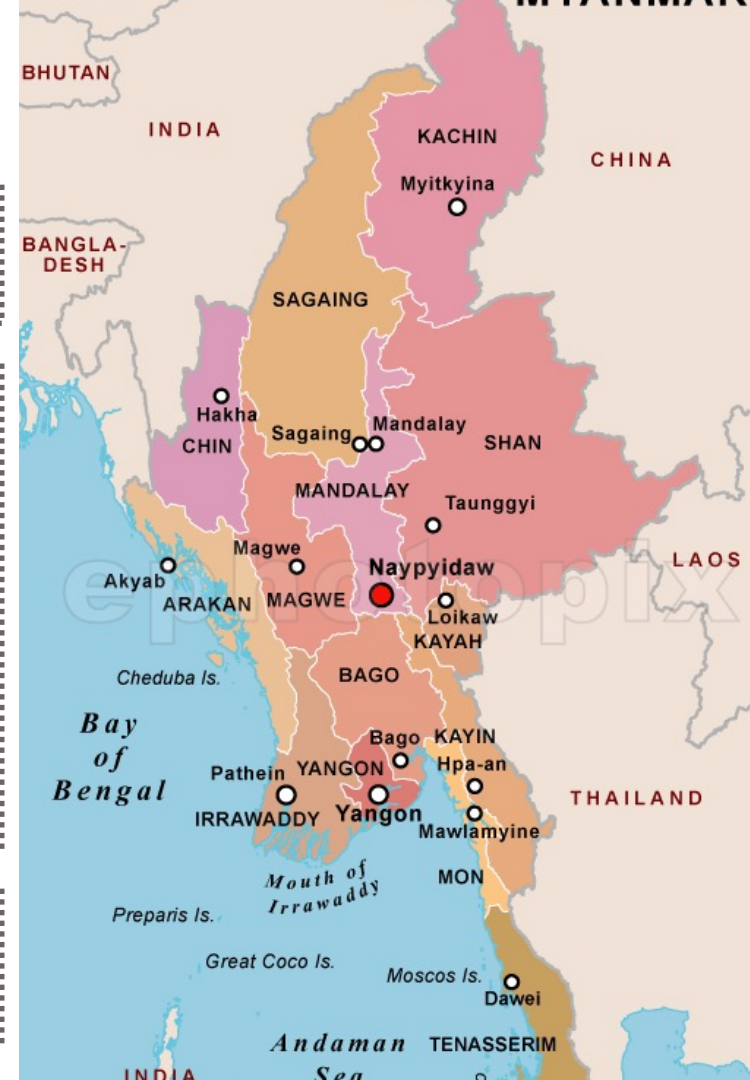 MYANMAR
BHUTAN
INDIA
KACHIN
CHINA
Myitkyina
BANGLA-
DESH
SAGAING
Hakha
Mandalay
Sagaing
CHIN
SHAN
MANDALAY
Taunggyi
Magwe
LAOS
Naypyidaw
Akyab
ephotopix
ARAKAN
MAGWE
Loikaw
KAYAH
Cheduba Is.
BAGO
Bay
of
Bengal
Bago
KAYIN
Pathein
YANGON
Hpa-an
THAILAND
Yangon
IRRAWADDY
Mawlamyine
Mouth of
Irrawaddy
MON
Preparis Is.
Great Coco Is.
Moscos Is.
Dawei
Andaman
Sea
TENASSERIM
INDIA